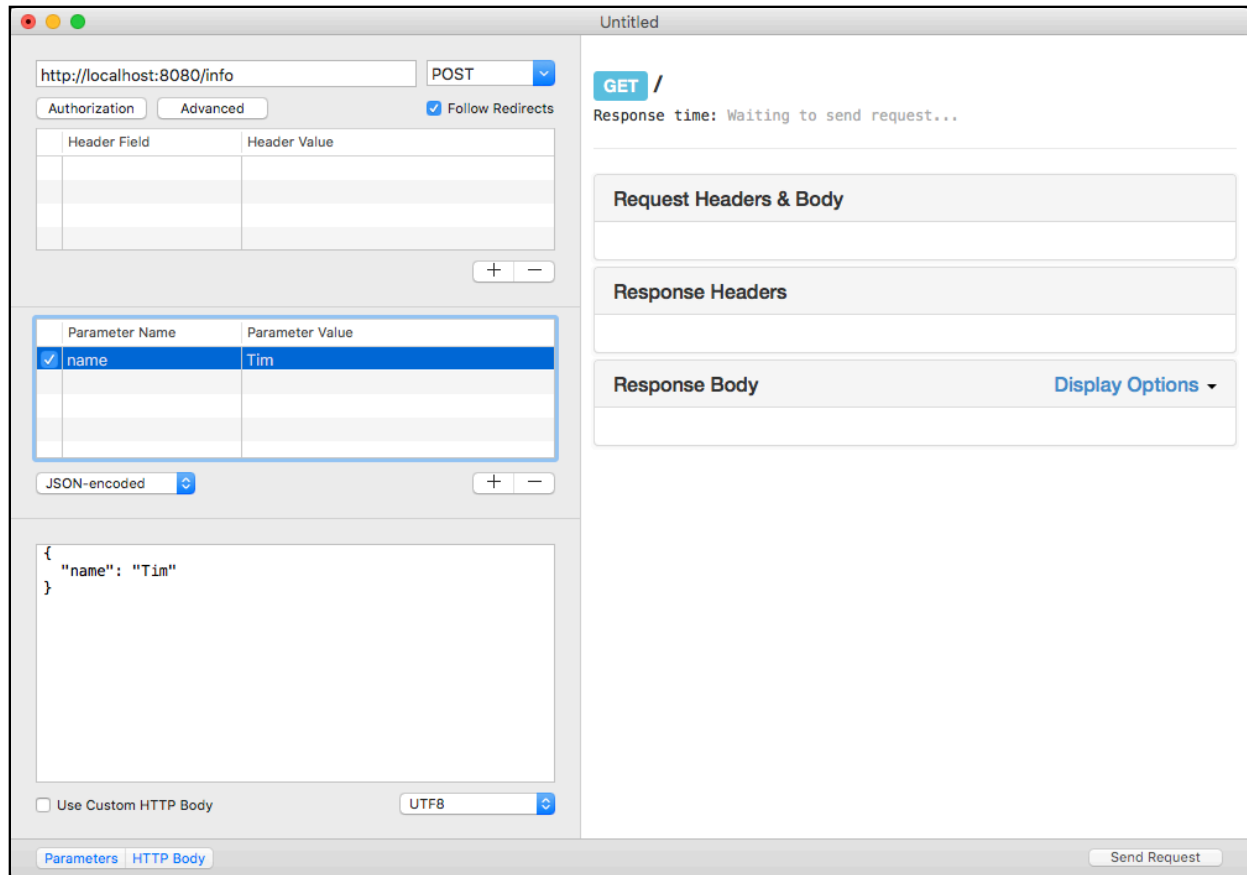 Untitled
http://localhost:8080/info
POST
Authorization
Advanced
Follow Redirects
Header Field
Header Value
Parameter Name
Parameter Value
name
Tim
JSON-encoded
{
"name": "Tim"
}
Use Custom HTTP Body
UTF8
Parameters
HTTP Body
GET /
Response time: Waiting to send request...
Request Headers & Body
Response Headers
Response Body
Display Options
Send Request